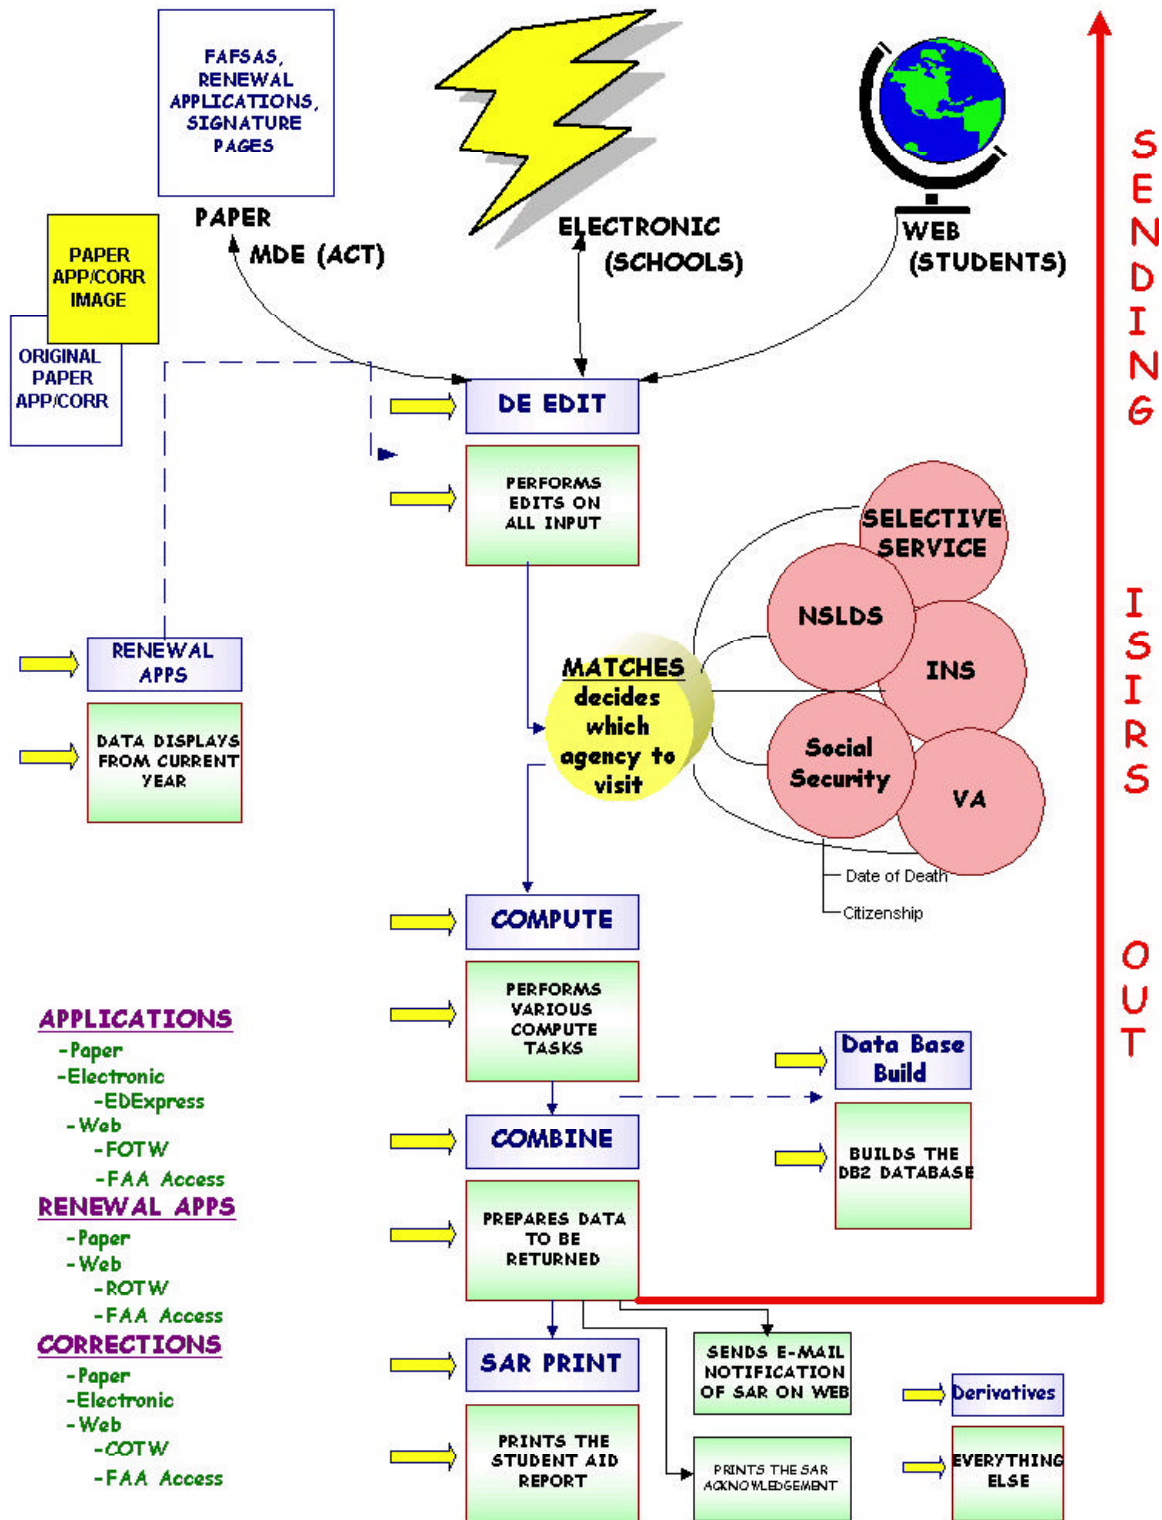 FAFSAS,
RENEWAL
APPLICATIONS,
SIGNATURE
PAGES
PAPER
MDE (ACT)
ELECTRONIC
(SCHOOLS)
WEB
(STUDENTS)
SENDING
ISIRS
OUT
PAPER
APP/CORR
IMAGE
ORIGINAL
PAPER
APP/CORR
DE EDIT
PERFORMS
EDITS ON
ALL INPUT
SELECTIVE
SERVICE
NSLDS
INS
Social
Security
VA
Date of Death
Citizenship
MATCHES
decides
which
agency to
visit
RENEWAL
APPS
DATA DISPLAYS
FROM CURRENT
YEAR
COMPUTE
PERFORMS
VARIOUS
COMPUTE
TASKS
Data Base
Build
BUILDS THE
DB2 DATABASE
COMBINE
PREPARES DATA
TO BE
RETURNED
APPLICATIONS
-Paper
-Electronic
-EDExpress
-Web
-FOTW
-FAA Access
RENEWAL APPS
-Paper
-Web
-ROTW
-FAA Access
CORRECTIONS
-Paper
-Electronic
-Web
-COTW
-FAA Access
SAR PRINT
PRINTS THE
STUDENT AID
REPORT
SENDS E-MAIL
NOTIFICATION
OF SAR ON WEB
PRINTS THE SAR
ACKNOWLEDGEMENT
Derivatives
EVERYTHING
ELSE